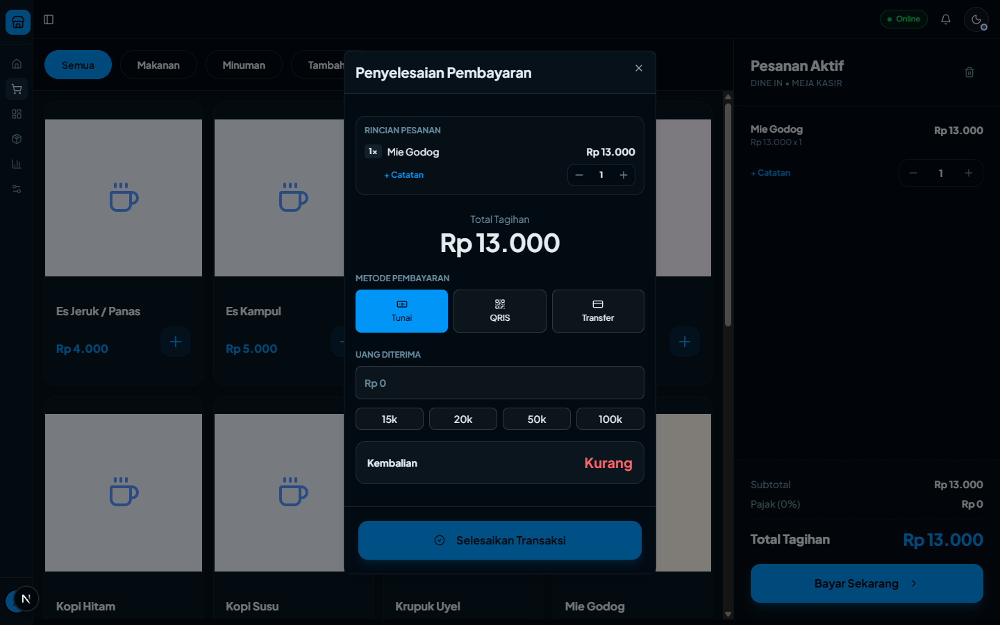 Online
Semua
Makanan
Minuman
Tambah
Es Jeruk / Panas
Rp 4.000
Es Kampul
Rp 5.000
Kopi Hitam
Kopi Susu
Krupuk Uyel
Mie Godog
N
Penyelesaian Pembayaran
RINCIAN PESANAN
1× Mie Godog Rp 13.000
+ Catatan 1
Total Tagihan
Rp 13.000
METODE PEMBAYARAN
Tunai
QRIS
Transfer
UANG DITERIMA
Rp 0
15k
20k
50k
100k
Kembalian Kurang
Selesaikan Transaksi
Pesanan Aktif
DINE IN • MEJA KASIR
Mie Godog Rp 13.000
Rp 13.000 x 1
+ Catatan 1
Subtotal Rp 13.000
Pajak (0%) Rp 0
Total Tagihan Rp 13.000
Bayar Sekarang